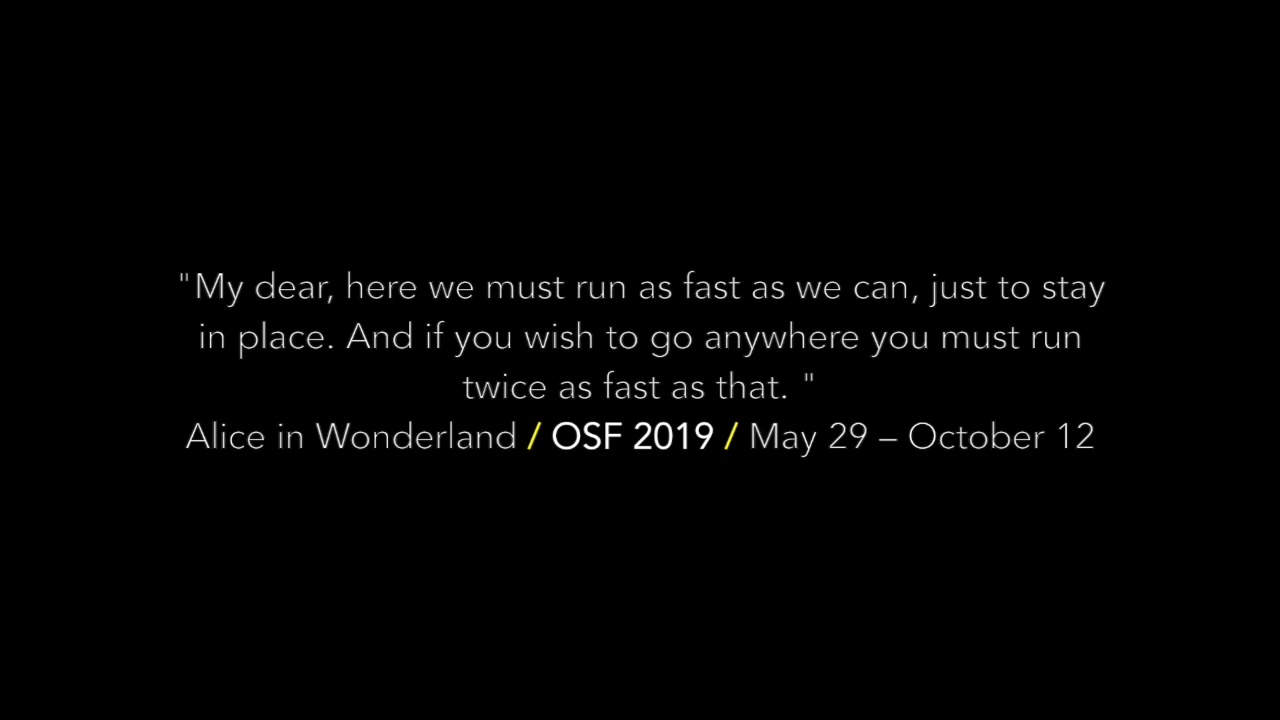 "My dear, here we must run as fast as we can, just to stay
in place. And if you wish to go anywhere you must run
twice as fast as that. "
Alice in Wonderland / OSF 2019 / May 29 – October 12